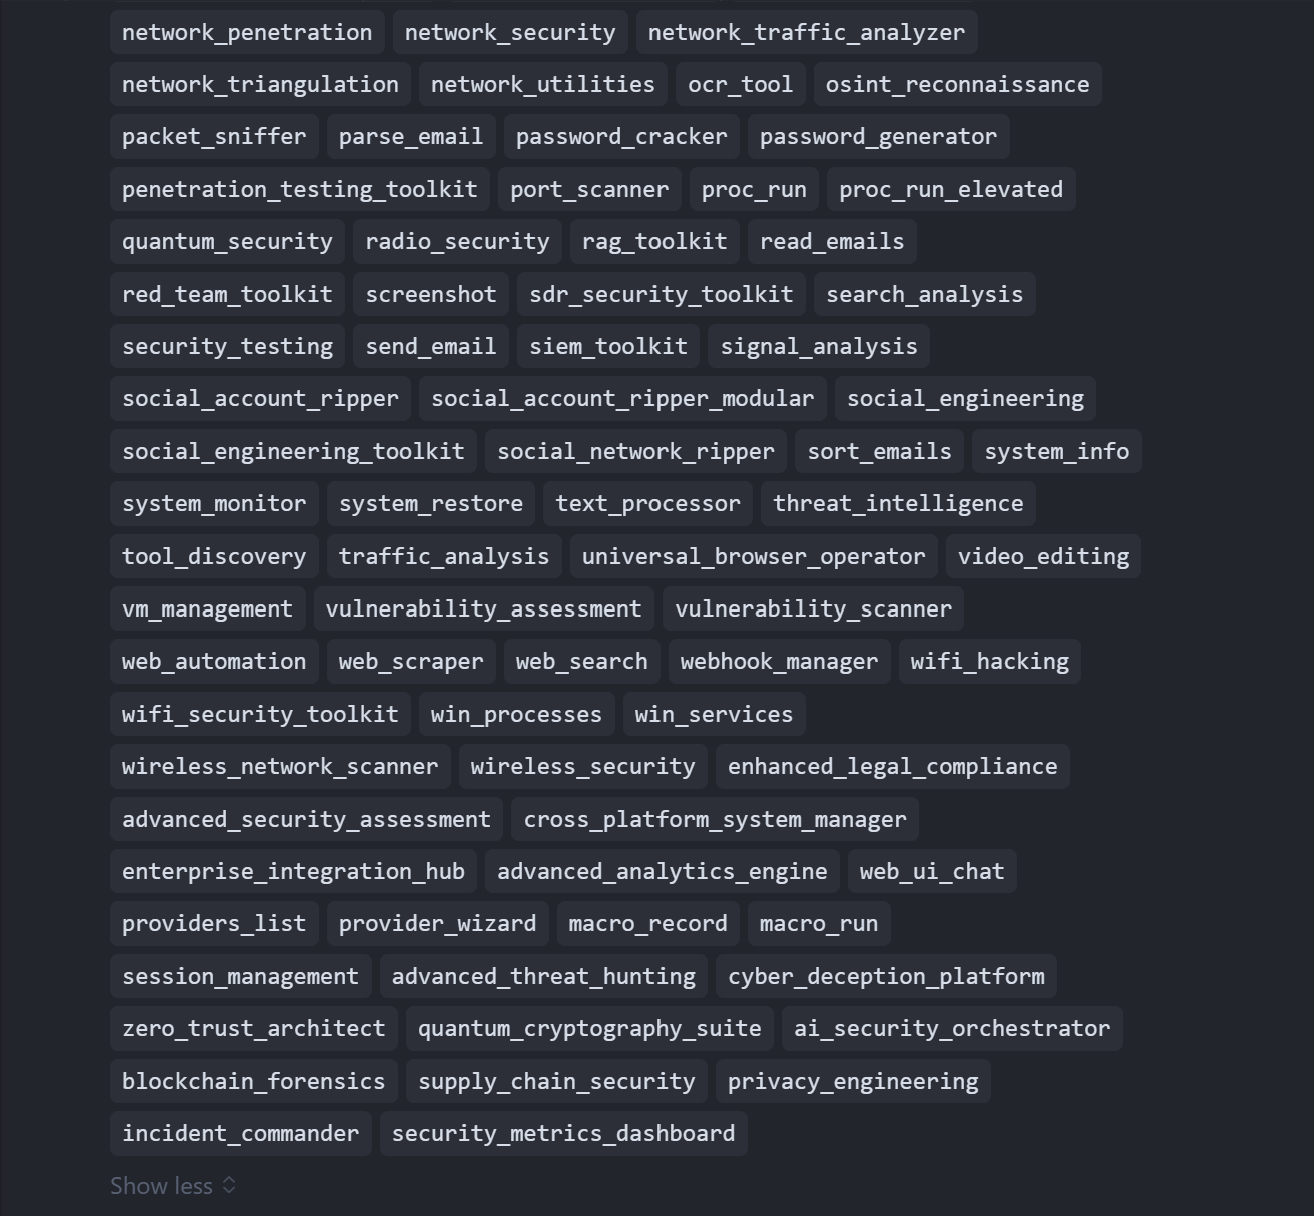 network_penetration network_security network_traffic_analyzer
network_triangulation network_utilities ocr_tool osint_reconnaissance
packet_sniffer parse_email password_cracker password_generator
penetration_testing_toolkit port_scanner proc_run proc_run_elevated
quantum_security radio_security rag_toolkit read_emails
red_team_toolkit screenshot sdr_security_toolkit search_analysis
security_testing send_email siem_toolkit signal_analysis
social_account_ripper social_account_ripper_modular social_engineering
social_engineering_toolkit social_network_ripper sort_emails system_info
system_monitor system_restore text_processor threat_intelligence
tool_discovery traffic_analysis universal_browser_operator video_editing
vm_management vulnerability_assessment vulnerability_scanner
web_automation web_scraper web_search webhook_manager wifi_hacking
wifi_security_toolkit win_processes win_services
wireless_network_scanner wireless_security enhanced_legal_compliance
advanced_security_assessment cross_platform_system_manager
enterprise_integration_hub advanced_analytics_engine web_ui_chat
providers_list provider_wizard macro_record macro_run
session_management advanced_threat_hunting cyber_deception_platform
zero_trust_architect quantum_cryptography_suite ai_security_orchestrator
blockchain_forensics supply_chain_security privacy_engineering
incident_commander security_metrics_dashboard
Show less